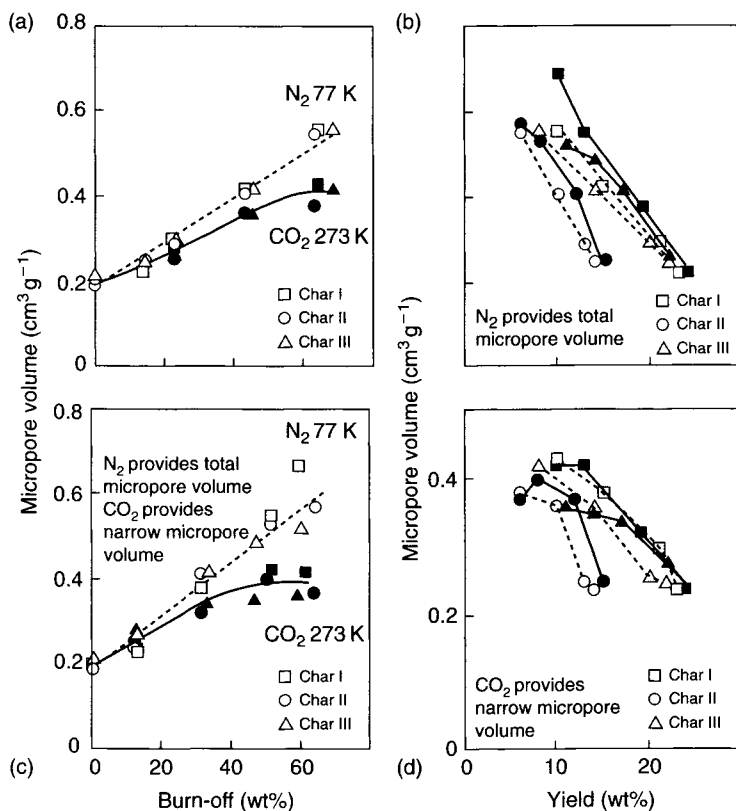 (a)
Micropore volume (cm³ g⁻¹)
0.8
0.6
0.4
0.2
0
N₂ 77 K
CO₂ 273 K
Char I
Char II
Char III
(b)
Micropore volume (cm³ g⁻¹)
N₂ provides total
micropore volume
Char I
Char II
Char III
(c)
0.8
0.6
0.4
0.2
0
N₂ provides total
micropore volume
CO₂ provides
narrow micropore
volume
N₂ 77 K
CO₂ 273 K
Char I
Char II
Char III
0
20
40
60
Burn-off (wt%)
(d)
0.4
0.2
0
CO₂ provides
narrow micropore
volume
Char I
Char II
Char III
10
20
Yield (wt%)